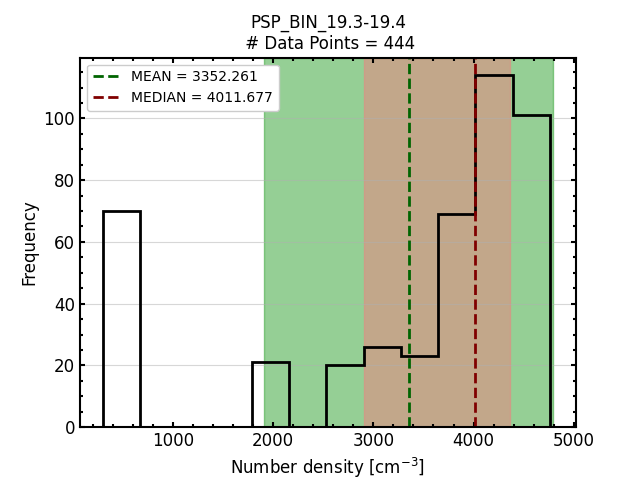 PSP_BIN_19.3-19.4
# Data Points = 444
MEAN = 3352.261
MEDIAN = 4011.677
100
80
60
40
20
0
Frequency
1000 2000 3000 4000 5000
Number density [cm⁻³]